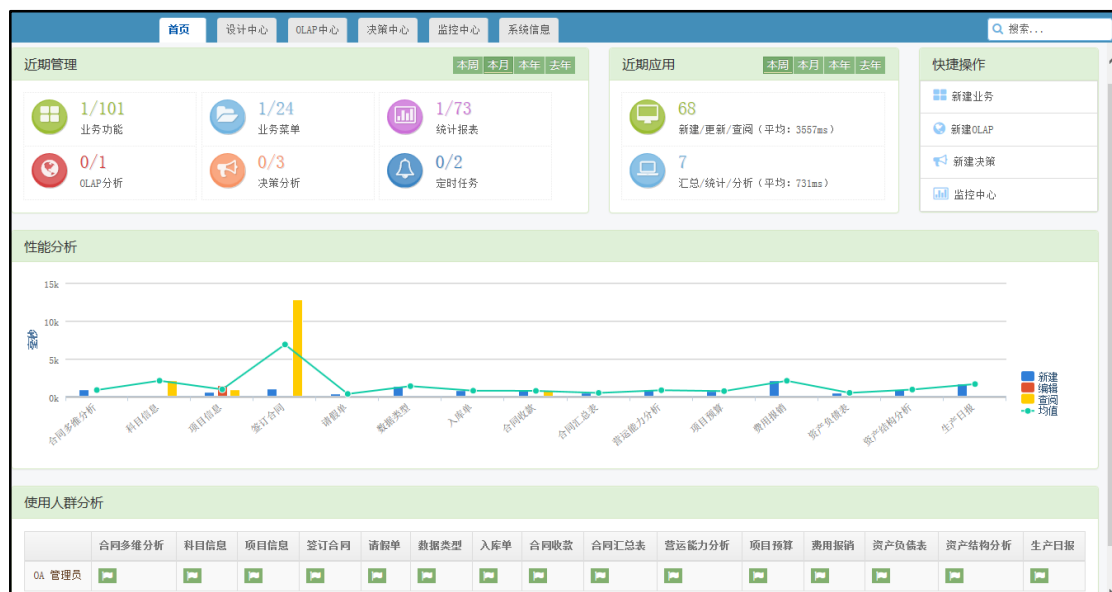 首页 设计中心 OLAP中心 决策中心 监控中心 系统信息 搜索...
近期管理 本周 本月 本年 去年
1/101
业务功能
1/24
业务菜单
1/73
统计报表
0/1
OLAP分析
0/3
决策分析
0/2
定时任务
近期应用 本周 本月 本年 去年
68
新建/更新/查阅（平均: 3557ms）
7
汇总/统计/分析（平均: 731ms）
快捷操作
新建业务
新建OLAP
新建决策
监控中心
性能分析
毫秒
15k
10k
5k
0k
合同多维分析 科目信息 项目信息 签订合同 请假单 数据类型 入库单 合同收款 合同汇总表 营运能力分析 项目预算 费用报销 资产负债表 资产结构分析 生产日报
新建
编辑
查阅
均值
使用人群分析
合同多维分析 科目信息 项目信息 签订合同 请假单 数据类型 入库单 合同收款 合同汇总表 营运能力分析 项目预算 费用报销 资产负债表 资产结构分析 生产日报
OA 管理员